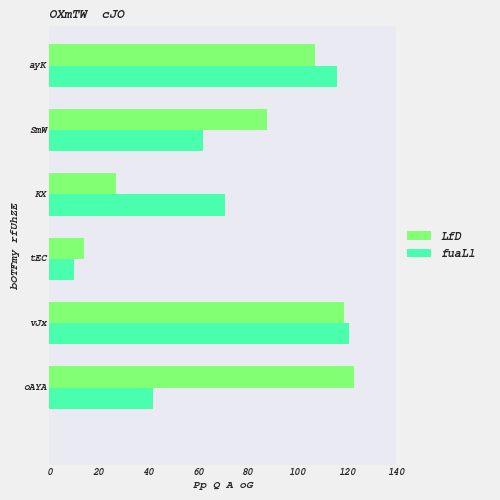 OXmTW cJO
ayK
SmW
KX
tEC
vJx
oAYA
boTFmy rfUhZE
0 20 40 60 80 100 120 140
Pp Q A oG
LfD
fuaLl